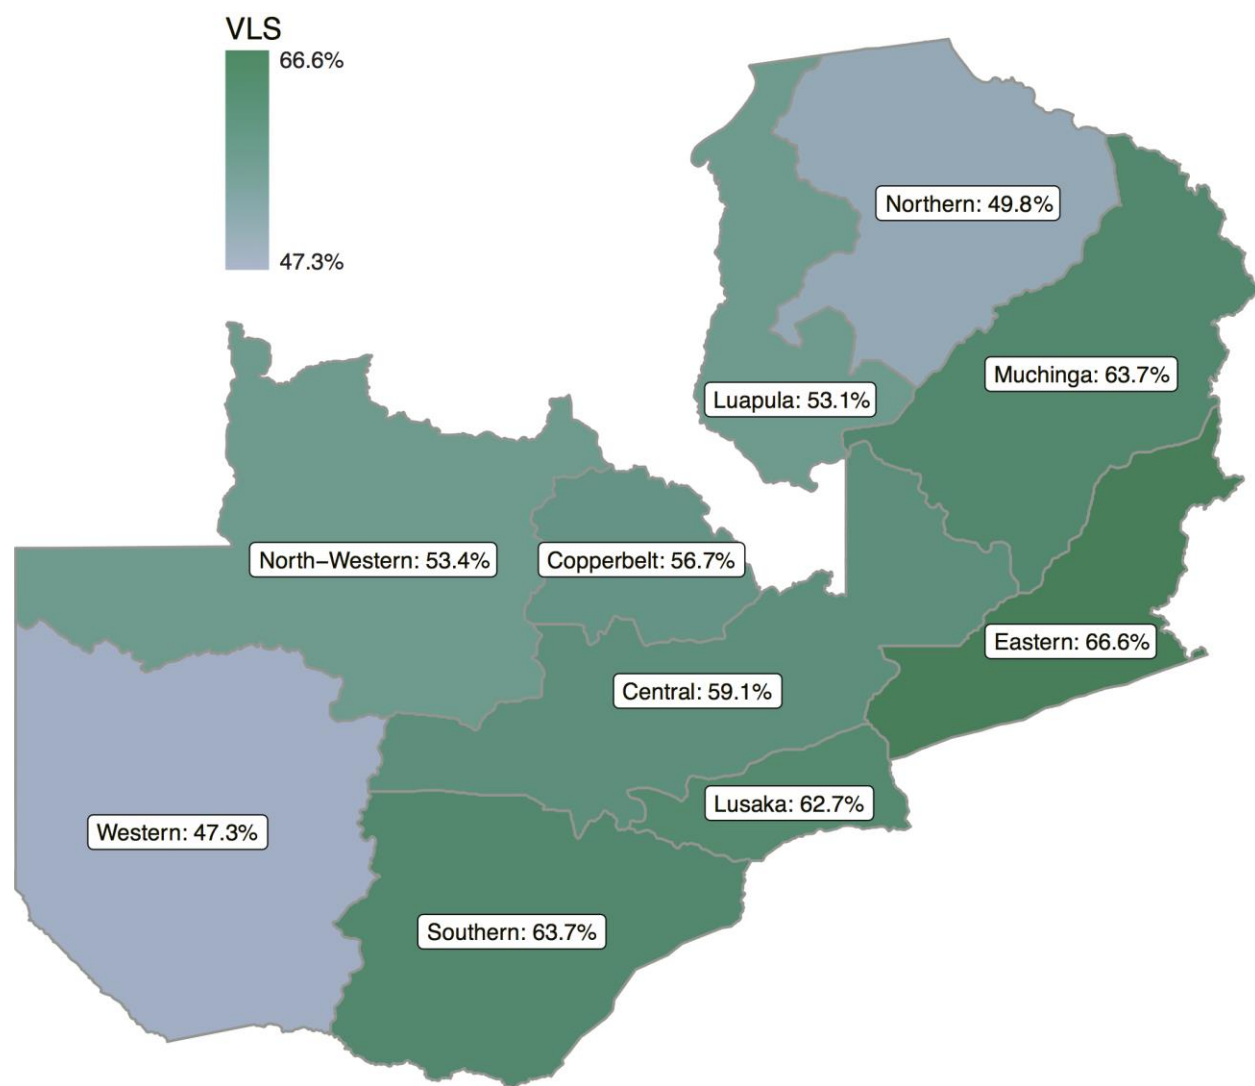 VLS
66.6%
47.3%
Northern: 49.8%
Muchinga: 63.7%
Luapula: 53.1%
North−Western: 53.4%
Copperbelt: 56.7%
Eastern: 66.6%
Central: 59.1%
Lusaka: 62.7%
Western: 47.3%
Southern: 63.7%